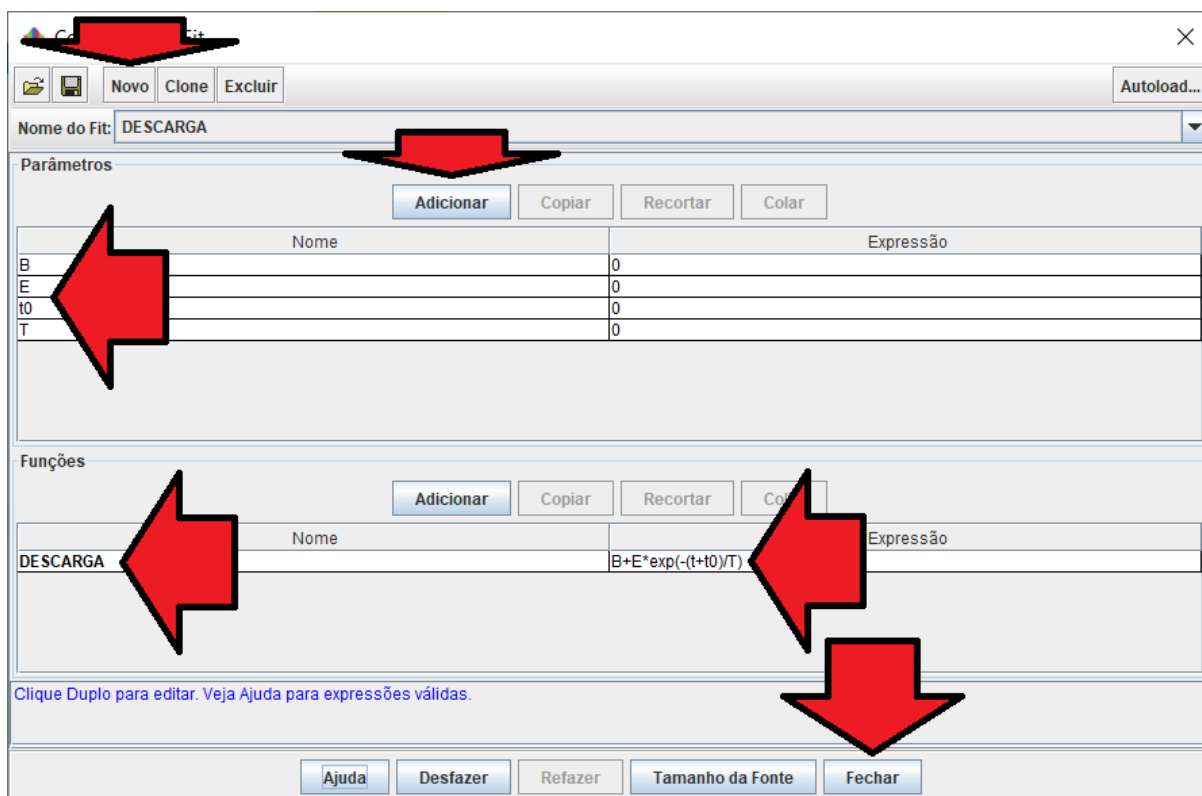 Novo Clone Excluir Autoload...
Nome do Fit: DESCARGA
Parâmetros
Adicionar Copiar Recortar Colar
Nome Expressão
B 0
E 0
t0 0
T 0
Funções
Adicionar Copiar Recortar
Nome Expressão
DESCARGA B+E*exp(-(t+t0)/T)
Clique Duplo para editar. Veja Ajuda para expressões válidas.
Ajuda Desfazer Refazer Tamanho da Fonte Fechar